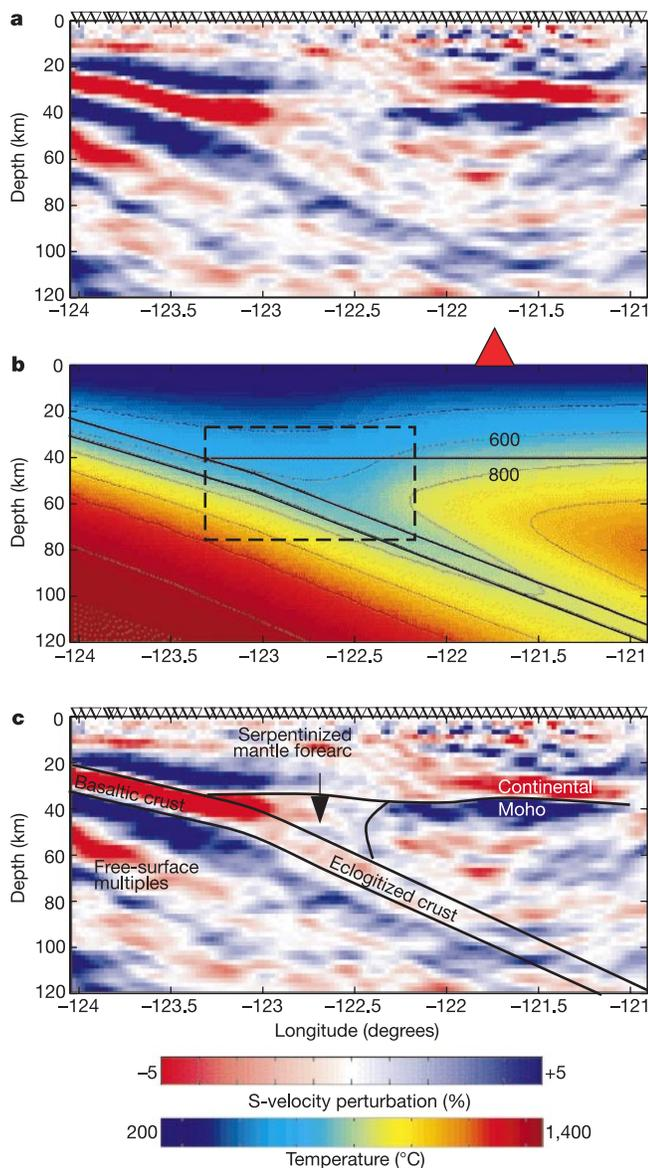 a
0
20
40
60
80
100
120
Depth (km)
–124 –123.5 –123 –122.5 –122 –121.5 –121
b
0
20
40
60
80
100
120
Depth (km)
600
800
–124 –123.5 –123 –122.5 –122 –121.5 –121
c
0
20
40
60
80
100
120
Depth (km)
Serpentinized
mantle forearc
Continental
Moho
Basaltic crust
Eclogitized crust
Free-surface
multiples
–124 –123.5 –123 –122.5 –122 –121.5 –121
Longitude (degrees)
–5 +5
S-velocity perturbation (%)
200 1,400
Temperature (°C)